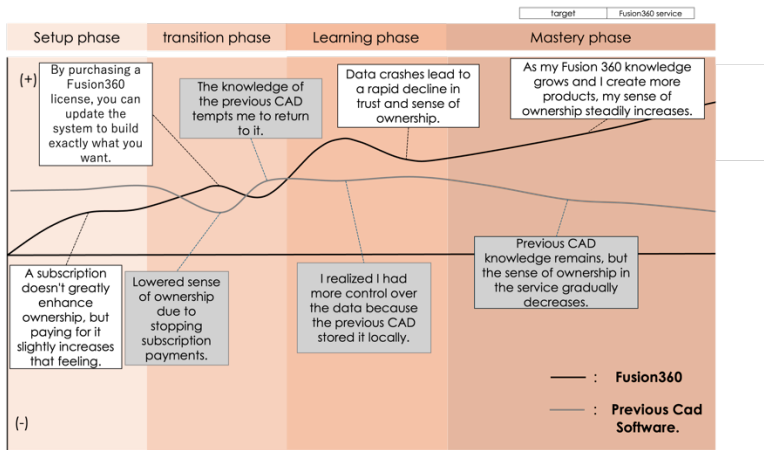 target
Fusion360 service
Setup phase
transition phase
Learning phase
Mastery phase
(+)
By purchasing a
Fusion360
license, you can
update the
system to build
exactly what you
want.
The knowledge of
the previous CAD
tempts me to return
to it.
Data crashes lead to
a rapid decline in
trust and sense of
ownership.
As my Fusion 360 knowledge
grows and I create more
products, my sense of
ownership steadily increases.
A subscription
doesn't greatly
enhance
ownership, but
paying for it
slightly increases
that feeling.
Lowered sense
of ownership
due to
stopping
subscription
payments.
I realized I had
more control over
the data because
the previous CAD
stored it locally.
Previous CAD
knowledge remains, but
the sense of ownership in
the service gradually
decreases.
(-)
: Fusion360
: Previous Cad
Software.